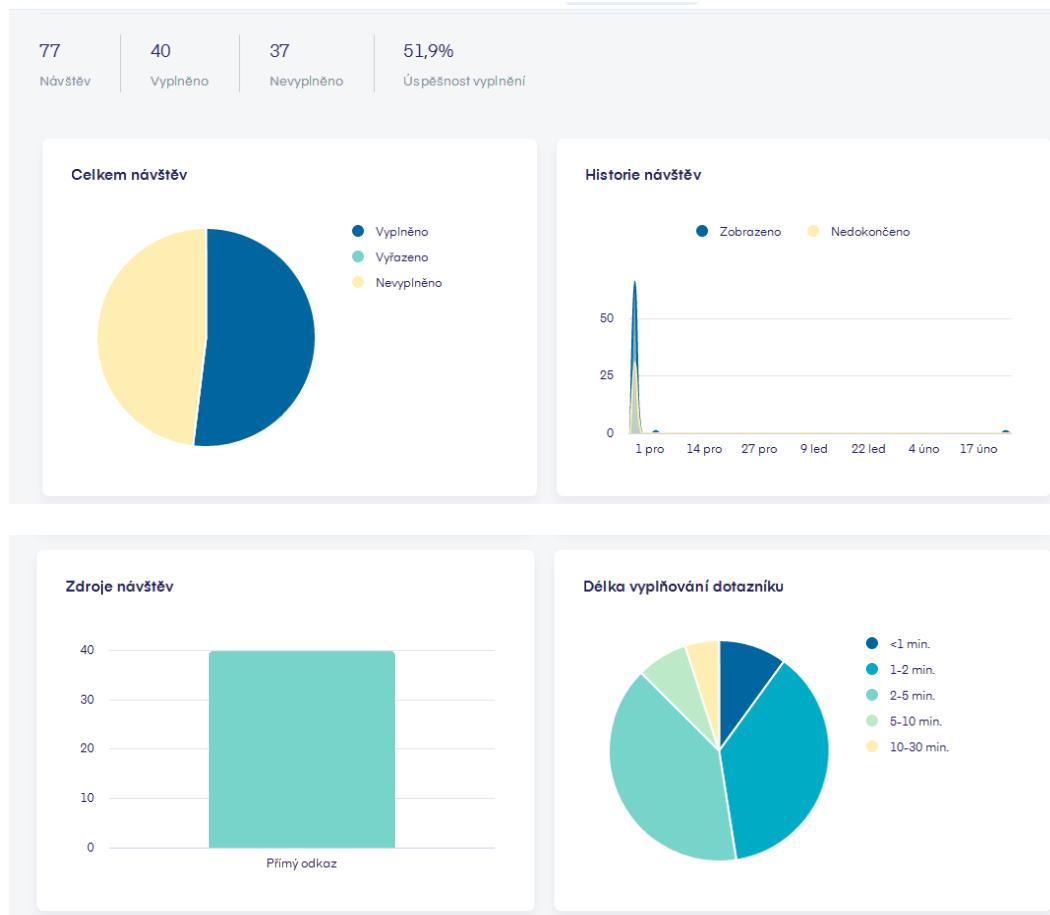 77
Návštěv
40
Vyplněno
37
Nevyplněno
51,9%
Úspěšnost vyplnění
Celkem návštěv
Vyplněno
Vyřazeno
Nevyplněno
Historie návštěv
Zobrazeno
Nedokončeno
50
25
0
1 pro 14 pro 27 pro 9 led 22 led 4 úno 17 úno
Zdroje návštěv
40
30
20
10
0
Přímý odkaz
Délka vyplňování dotazníku
<1 min.
1-2 min.
2-5 min.
5-10 min.
10-30 min.